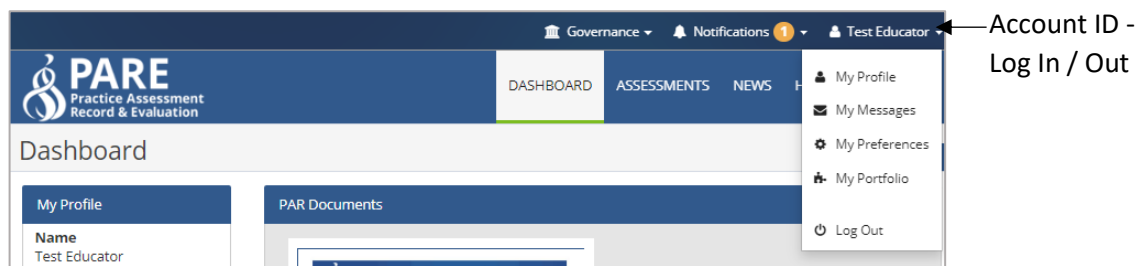 Governance
Notifications 1
Test Educator
Account ID -
Log In / Out
PARE
Practice Assessment
Record & Evaluation
DASHBOARD
ASSESSMENTS
NEWS
H
My Profile
My Messages
My Preferences
My Portfolio
Log Out
Dashboard
My Profile
Name
Test Educator
PAR Documents